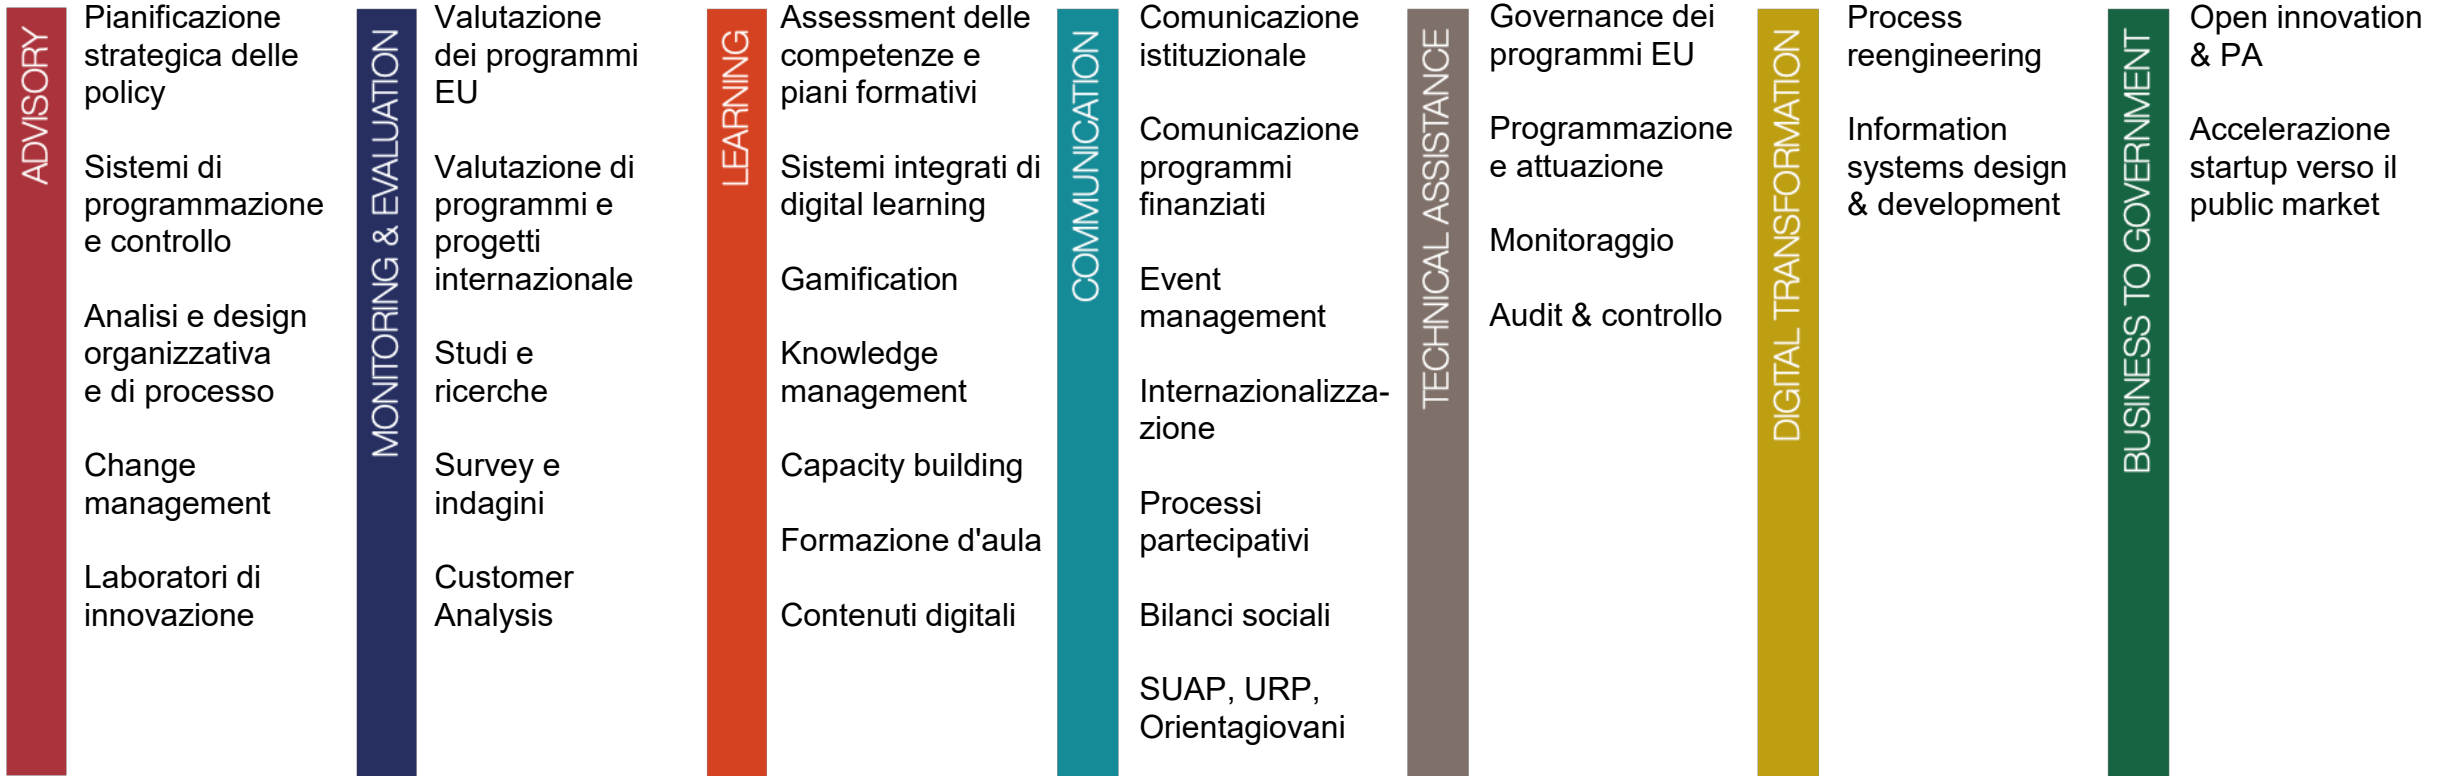 ADVISORY
Pianificazione
strategica delle
policy
Sistemi di
programmazione
e controllo
Analisi e design
organizzativa
e di processo
Change
management
Laboratori di
innovazione
MONITORING & EVALUATION
Valutazione
dei programmi
EU
Valutazione di
programmi e
progetti
internazionale
Studi e
ricerche
Survey e
indagini
Customer
Analysis
LEARNING
Assessment delle
competenze e
piani formativi
Sistemi integrati di
digital learning
Gamification
Knowledge
management
Capacity building
Formazione d'aula
Contenuti digitali
COMMUNICATION
Comunicazione
istituzionale
Comunicazione
programmi
finanziati
Event
management
Internazionalizza-
zione
Processi
partecipativi
Bilanci sociali
SUAP, URP,
Orientagiovani
TECHNICAL ASSISTANCE
Governance dei
programmi EU
Programmazione
e attuazione
Monitoraggio
Audit & controllo
DIGITAL TRANSFORMATION
Process
reengineering
Information
systems design
& development
BUSINESS TO GOVERNMENT
Open innovation
& PA
Accelerazione
startup verso il
public market